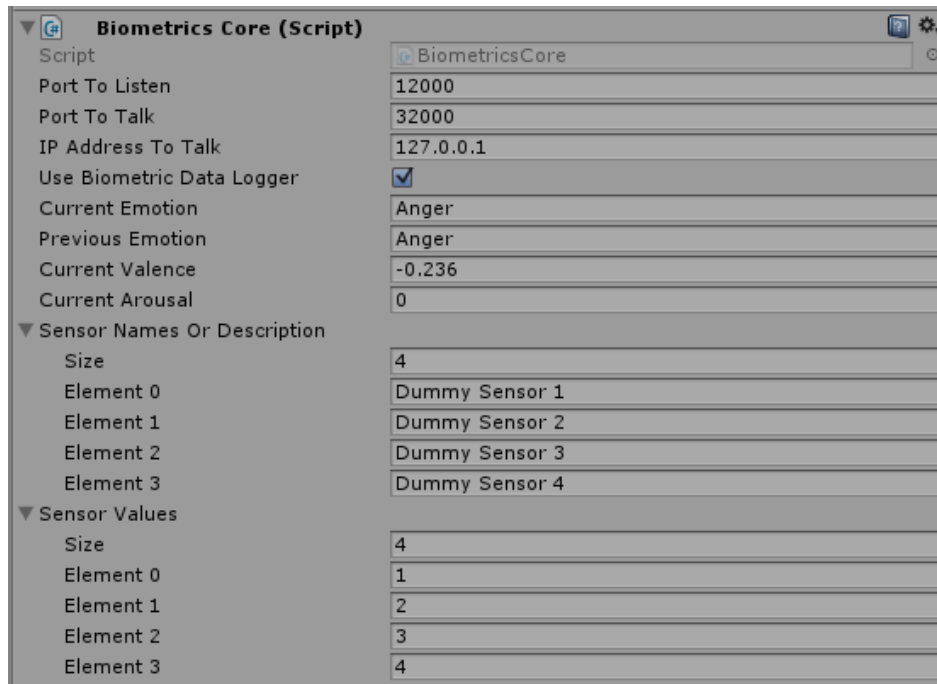 Biometrics Core (Script)
Script BiometricsCore
Port To Listen 12000
Port To Talk 32000
IP Address To Talk 127.0.0.1
Use Biometric Data Logger
Current Emotion Anger
Previous Emotion Anger
Current Valence -0.236
Current Arousal 0
Sensor Names Or Description
Size 4
Element 0 Dummy Sensor 1
Element 1 Dummy Sensor 2
Element 2 Dummy Sensor 3
Element 3 Dummy Sensor 4
Sensor Values
Size 4
Element 0 1
Element 1 2
Element 2 3
Element 3 4